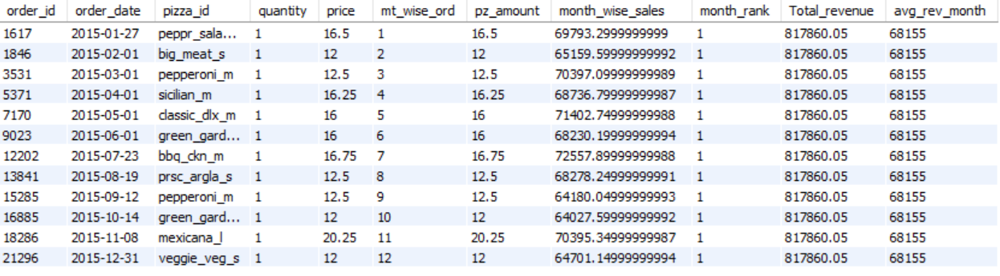 order_id order_date pizza_id quantity price mt_wise_ord pz_amount month_wise_sales month_rank Total_revenue avg_rev_month
1617 2015-01-27 peppr_sala... 1 16.5 1 16.5 69793.2999999999 1 817860.05 68155
1846 2015-02-01 big_meat_s 1 12 2 12 65159.59999999992 1 817860.05 68155
3531 2015-03-01 pepperoni_m 1 12.5 3 12.5 70397.09999999989 1 817860.05 68155
5371 2015-04-01 sicilian_m 1 16.25 4 16.25 68736.79999999987 1 817860.05 68155
7170 2015-05-01 classic_dlx_m 1 16 5 16 71402.74999999988 1 817860.05 68155
9023 2015-06-01 green_gard... 1 16 6 16 68230.19999999994 1 817860.05 68155
12202 2015-07-23 bbq_ckn_m 1 16.75 7 16.75 72557.89999999988 1 817860.05 68155
13841 2015-08-19 prsc_argla_s 1 12.5 8 12.5 68278.24999999991 1 817860.05 68155
15285 2015-09-12 pepperoni_m 1 12.5 9 12.5 64180.04999999993 1 817860.05 68155
16885 2015-10-14 green_gard... 1 12 10 12 64027.59999999992 1 817860.05 68155
18286 2015-11-08 mexicana_l 1 20.25 11 20.25 70395.34999999987 1 817860.05 68155
21296 2015-12-31 veggie_veg_s 1 12 12 12 64701.14999999994 1 817860.05 68155